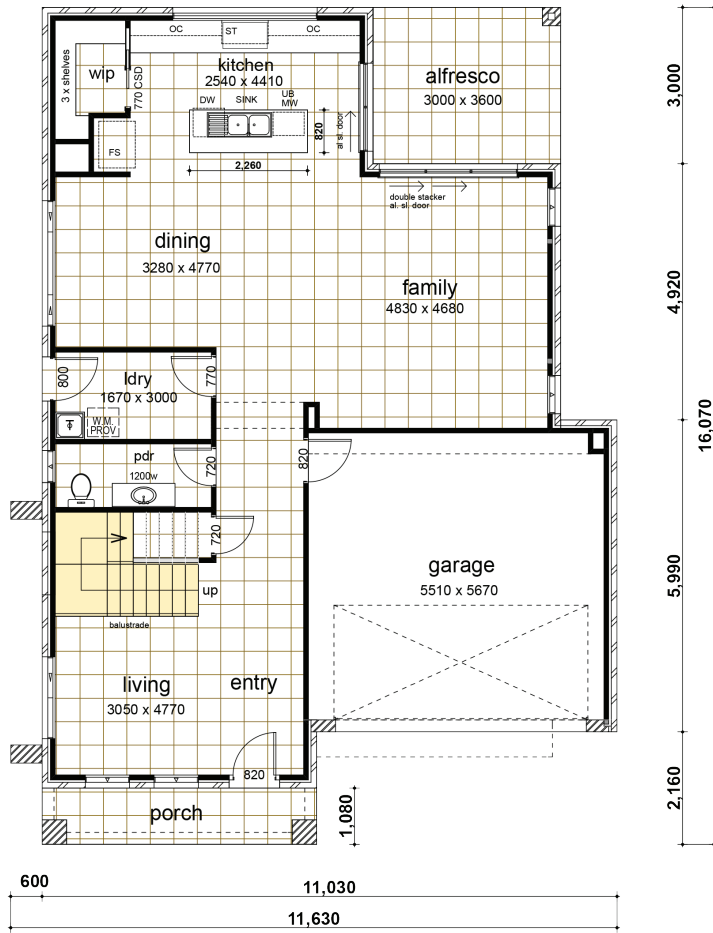 OC
ST
OC
3 x shelves
wip
770 CSD
kitchen
2540 x 4410
DW
SINK
UB
MW
820
al sl. door
FS
2,260
alfresco
3000 x 3600
3,000
double stacker
al. sl. door
dining
3280 x 4770
family
4830 x 4680
4,920
16,070
800
ldry
1670 x 3000
770
W.M.
PROV
pdr
1200w
720
820
720
up
balustrade
garage
5510 x 5670
5,990
living
3050 x 4770
entry
820
porch
1,080
2,160
600
11,030
11,630